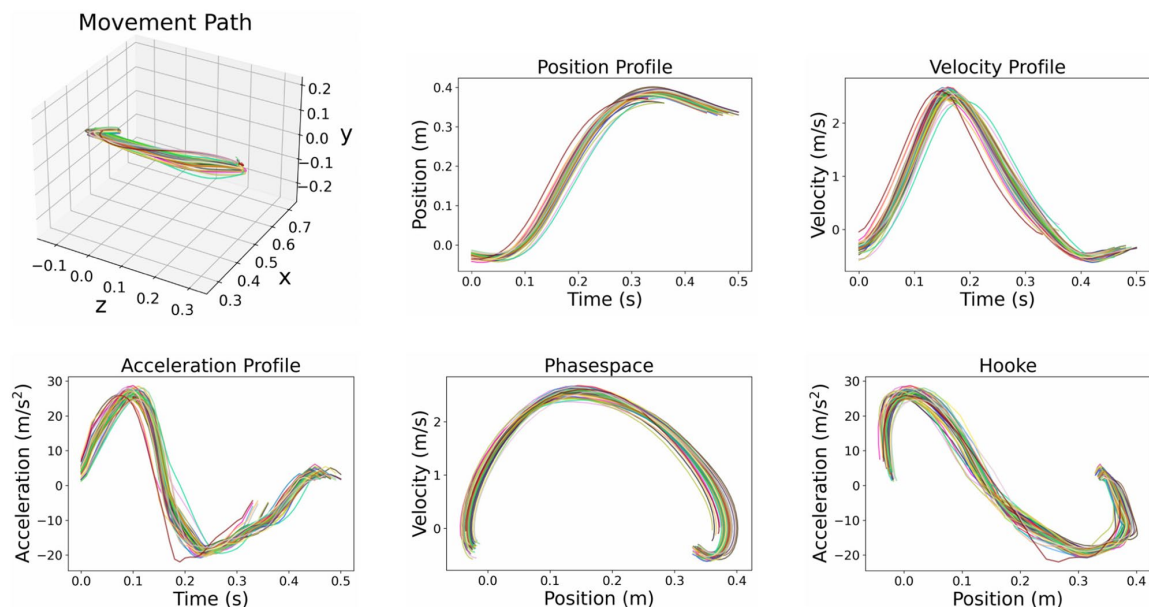 Movement Path
0.2
0.1
0.0
−0.1
−0.2
y
−0.1
0.0
0.1
0.2
0.3
z
0.3
0.4
0.5
0.6
0.7
x
Position Profile
0.4
0.3
0.2
0.1
0.0
Position (m)
0.0 0.1 0.2 0.3 0.4 0.5
Time (s)
Velocity Profile
2
1
0
Velocity (m/s)
0.0 0.1 0.2 0.3 0.4 0.5
Time (s)
Acceleration Profile
30
20
10
0
−10
−20
Acceleration (m/s²)
0.0 0.1 0.2 0.3 0.4 0.5
Time (s)
Phasespace
2
1
0
Velocity (m/s)
0.0 0.1 0.2 0.3 0.4
Position (m)
Hooke
30
20
10
0
−10
−20
Acceleration (m/s²)
0.0 0.1 0.2 0.3 0.4
Position (m)